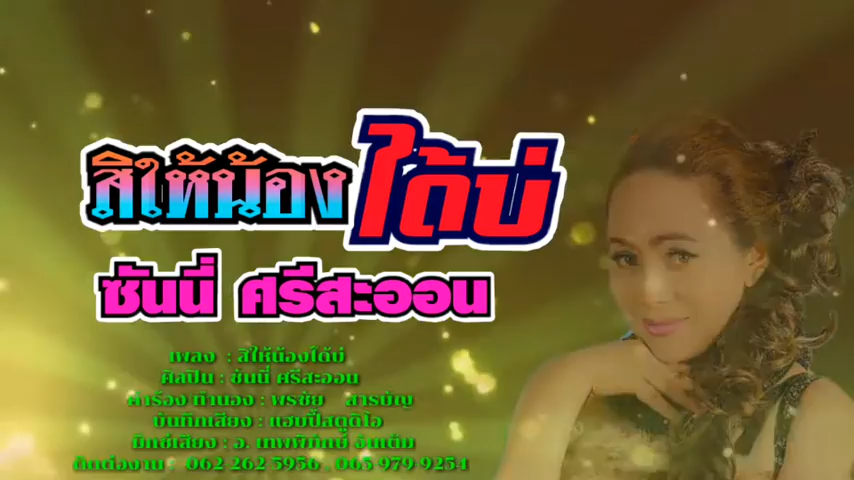 สิให้น้องได้บ่
ซันนี่ ศรีสะออน
เพลง : สิให้น้องได้บ่
ศิลปิน : ซันนี่ ศรีสะออน
คำร้อง ทำนอง : พรชัย สารบัญ
บันทึกเสียง : แฮปปี้สตูดิโอ
มิกซ์เสียง : อ. เทพพิทักษ์
ติดต่องาน : 062 262 5956 , 065 979 9254